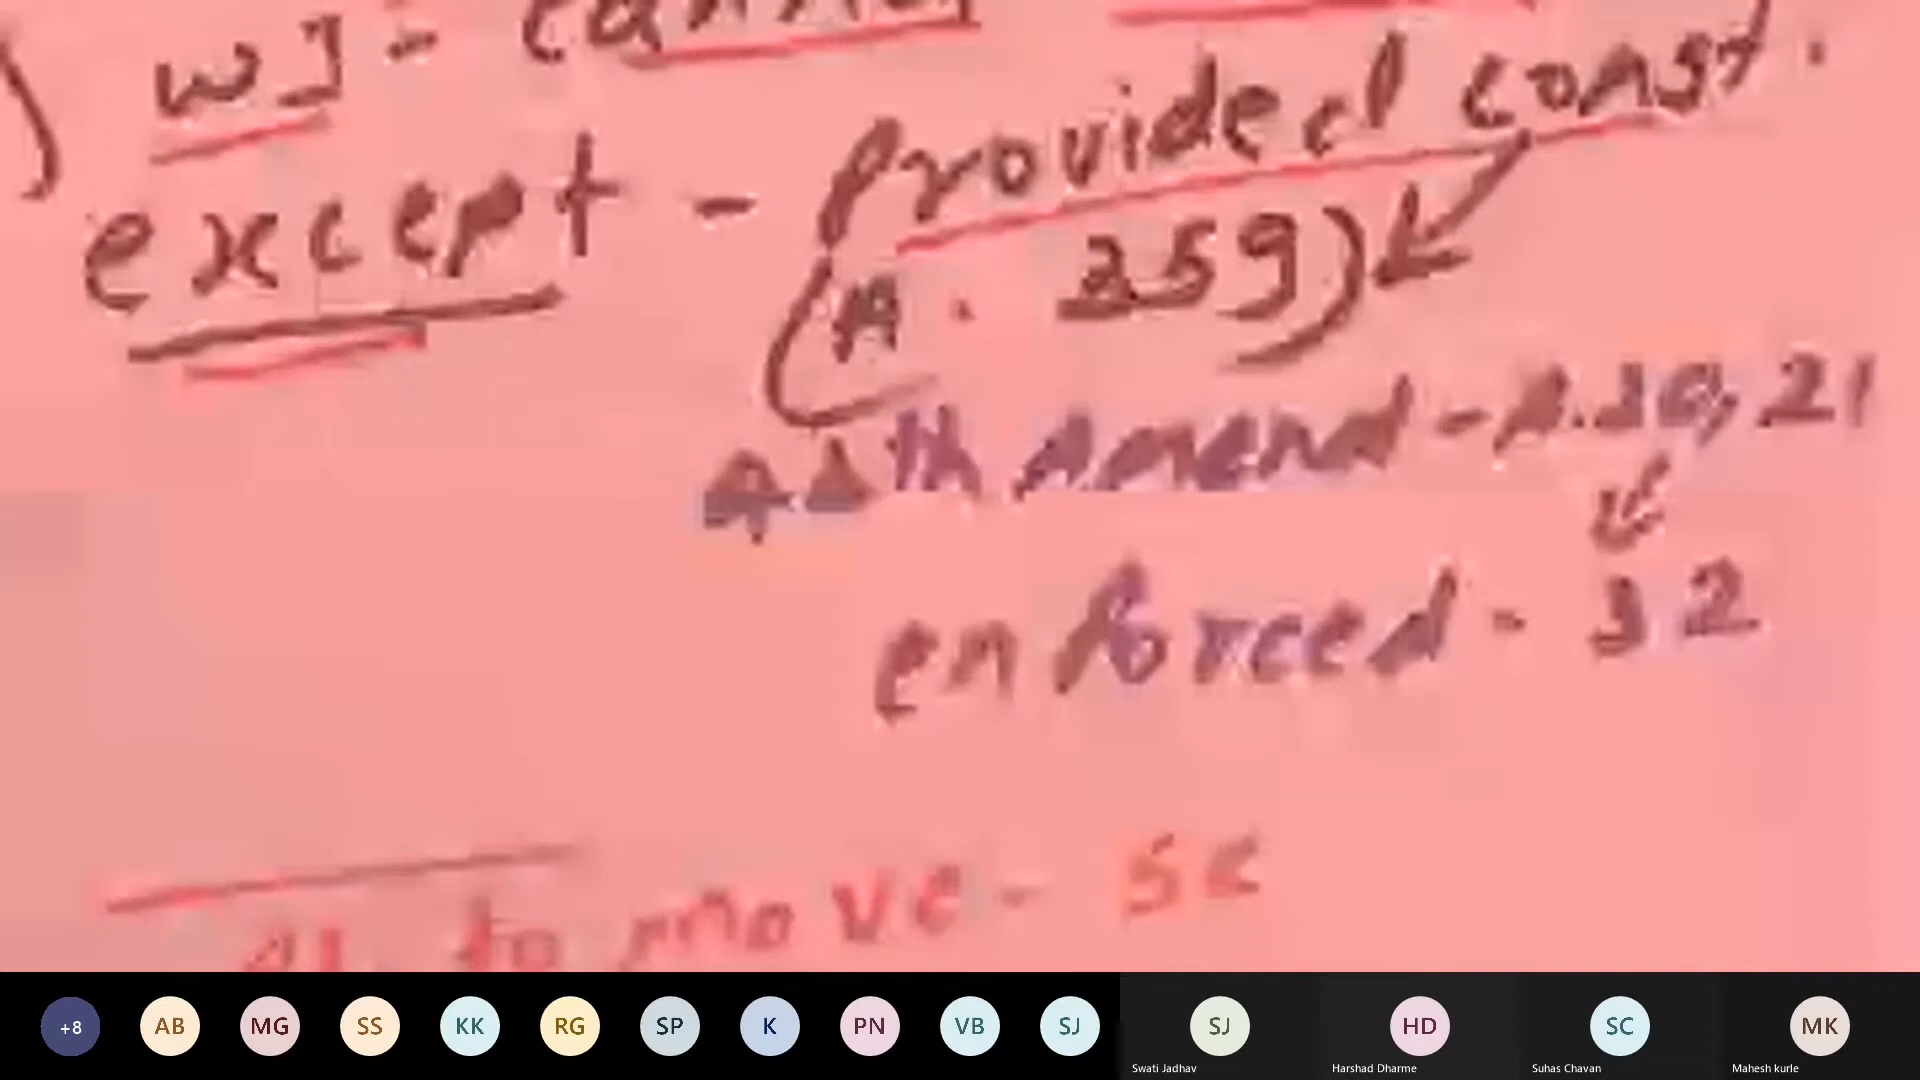 except - Provided const.
(A. 359)
44th Amend - A. 20, 21
enforced - 32
to move - SC
+8 AB MG SS KK RG SP K PN VB SJ SJ HD SC MK
Swati Jadhav Harshad Dharme Suhas Chavan Mahesh kurle